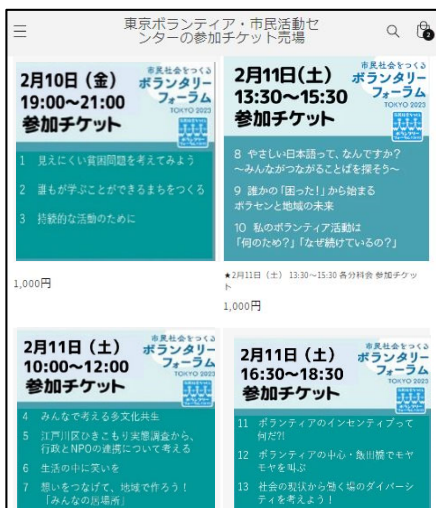 東京ボランティア・市民活動セ
ンターの参加チケット売場
2
2月10日（金）
19:00〜21:00
参加チケット
市民社会をつくる
ボランタリー
フォーラム
TOKYO 2023
1 見えにくい貧困問題を考えてみよう
2 誰もが学ぶことができるまちをつくる
3 持続的な活動のために
1,000円
2月11日(土)
13:30〜15:30
参加チケット
市民社会をつくる
ボランタリー
フォーラム
TOKYO 2023
8 やさしい日本語って、なんですか？
〜みんながつながることばを探そう〜
9 誰かの「困った！」から始まる
ボラセンと地域の未来
10 私のボランティア活動は
「何のため？」「なぜ続けているの？」
★2月11日（土） 13:30-15:30 各分科会 参加チケッ
ト
1,000円
2月11日（土）
10:00〜12:00
参加チケット
市民社会をつくる
ボランタリー
フォーラム
TOKYO 2023
4 みんなで考える多文化共生
5 江戸川区ひきこもり実態調査から、
行政とNPOの連携について考える
6 生活の中に笑いを
7 想いをつなげて、地域で作ろう！
「みんなの居場所」
2月11日（土）
16:30〜18:30
参加チケット
市民社会をつくる
ボランタリー
フォーラム
TOKYO 2023
11 ボランティアのインセンティブって
何だ?!
12 ボランティアの中心・飯田橋でモヤ
モヤを叫ぶ
13 社会の現状から働く場のダイバーシ
ティを考えよう！